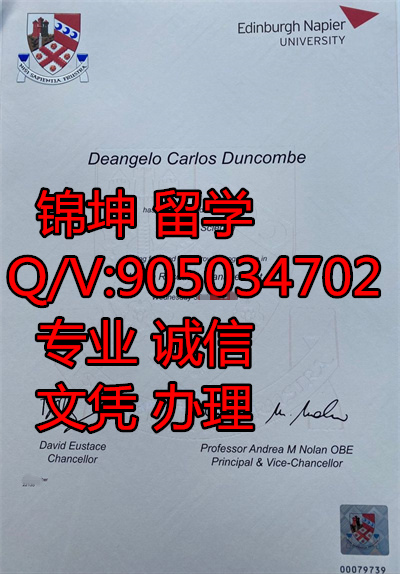 Edinburgh Napier
UNIVERSITY
NISI SAPIENTIA FRUSTRA
Deangelo Carlos Duncombe
锦坤 留学
Q/V:905034702
Wednesday
专业 诚信
文凭 办理
David Eustace
Chancellor
Professor Andrea M Nolan OBE
Principal & Vice-Chancellor
00079739